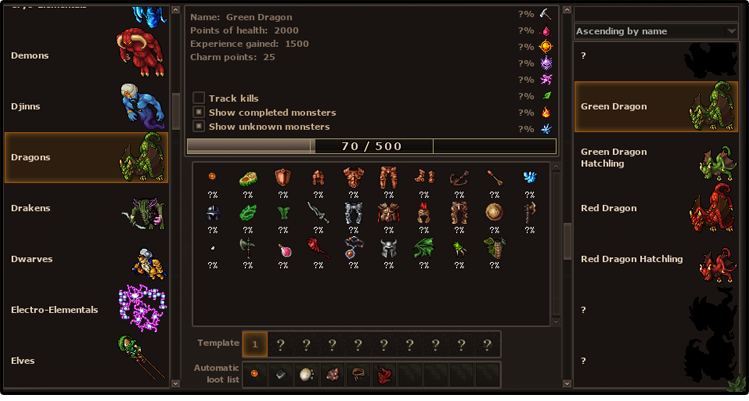 Cryo-Elementals
Demons
Djinns
Dragons
Drakens
Dwarves
Electro-Elementals
Elves
Name: Green Dragon
Points of health: 2000
Experience gained: 1500
Charm points: 25
Track kills
Show completed monsters
Show unknown monsters
?%
?%
?%
?%
?%
?%
?%
?%
70 / 500
?% ?% ?% ?% ?% ?% ?% ?% ?% ?%
?% ?% ?% ?% ?% ?% ?% ?% ?% ?%
?% ?% ?% ?% ?% ?% ?% ?% ?%
Template 1 ? ? ? ? ? ? ? ? ?
Automatic
loot list
Ascending by name
?
Green Dragon
Green Dragon
Hatchling
Red Dragon
Red Dragon Hatchling
?
?